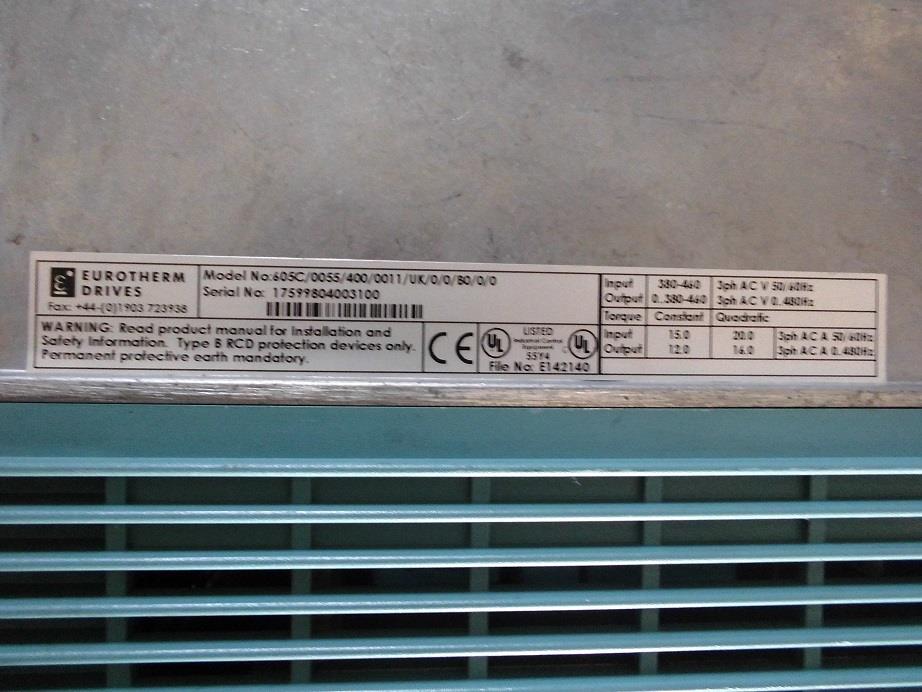 EUROTHERM
DRIVES
Fax: +44-(0)1903 723938
Model No:605C/0055/400/0011/UK/0/0/B0/0/0
Serial No: 17599804003100
WARNING: Read product manual for Installation and
Safety Information. Type B RCD protection devices only.
Permanent protective earth mandatory.
CE
UL
LISTED
Industrial Control
Equipment
55Y4
UL
File No: E142140
Input 380-460 3ph AC V 50/60Hz
Output 0..380-460 3ph AC V 0..480Hz
Torque Constant Quadratic
Input 15.0 20.0 3ph AC A 50/60Hz
Output 12.0 16.0 3ph AC A 0..480Hz